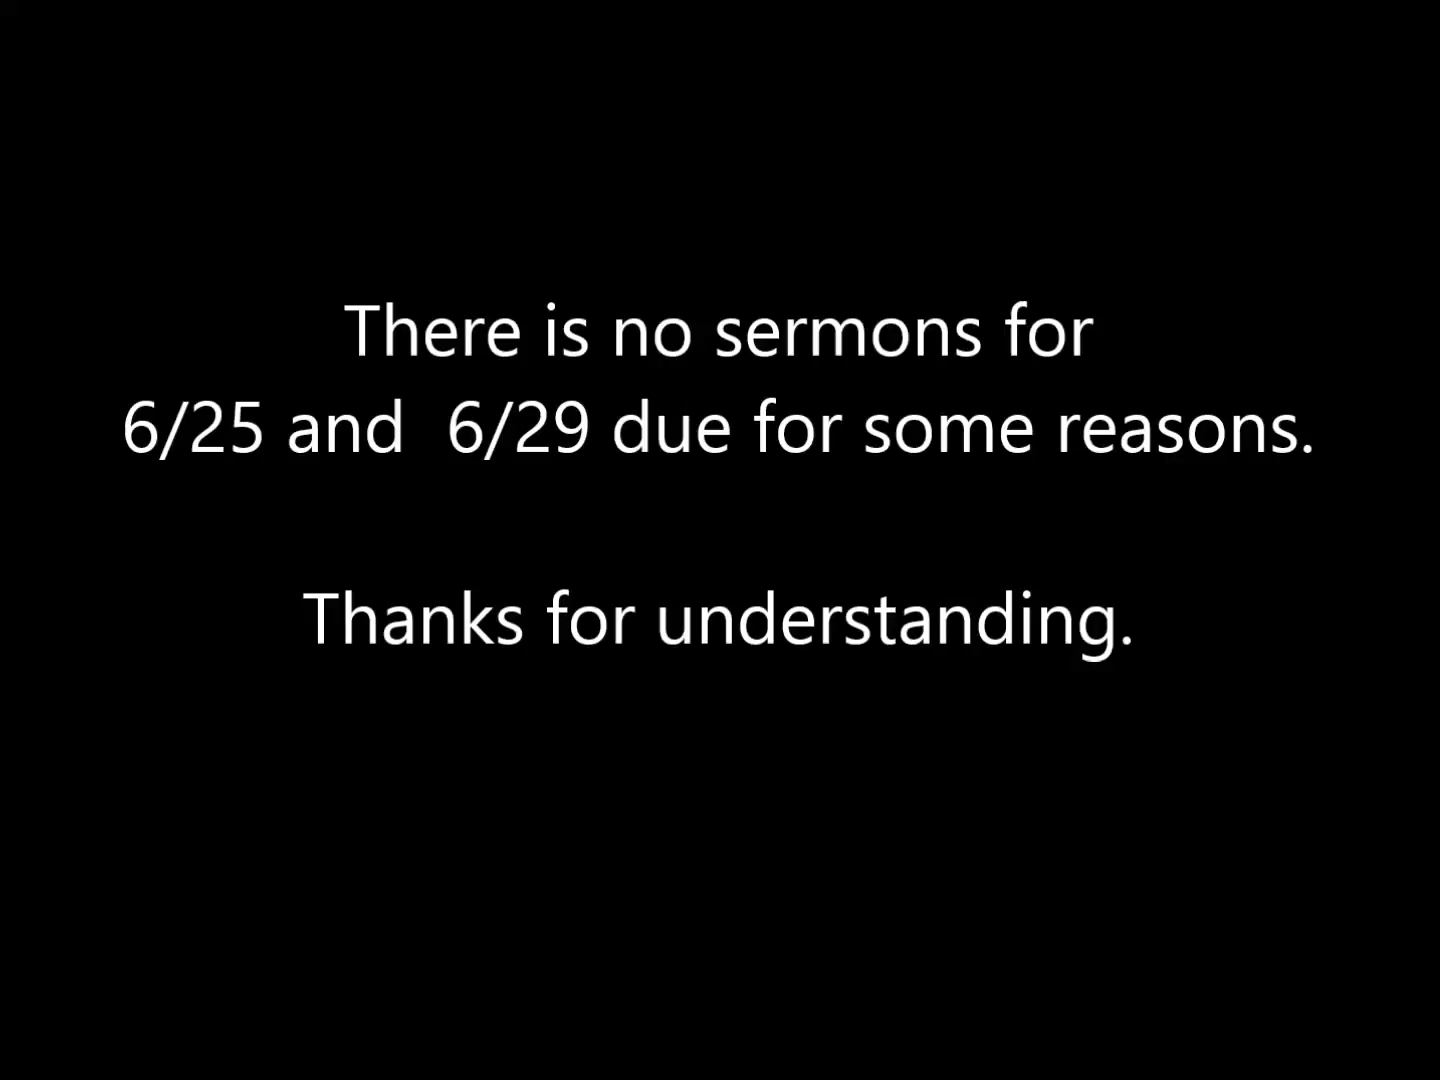 There is no sermons for
6/25 and  6/29 due for some reasons.
Thanks for understanding.